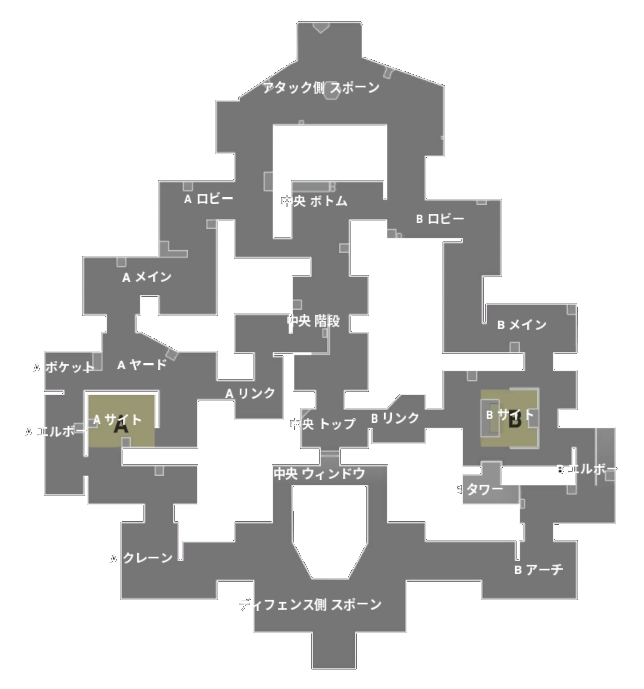 アタック側 スポーン
A ロビー
中央 ボトム
B ロビー
A メイン
中央 階段
B メイン
A ポケット
A ヤード
A リンク
A サイト
A
中央 トップ
B リンク
B サイト
B
A エルボー
中央 ウィンドウ
B エルボー
B タワー
A クレーン
B アーチ
ディフェンス側 スポーン